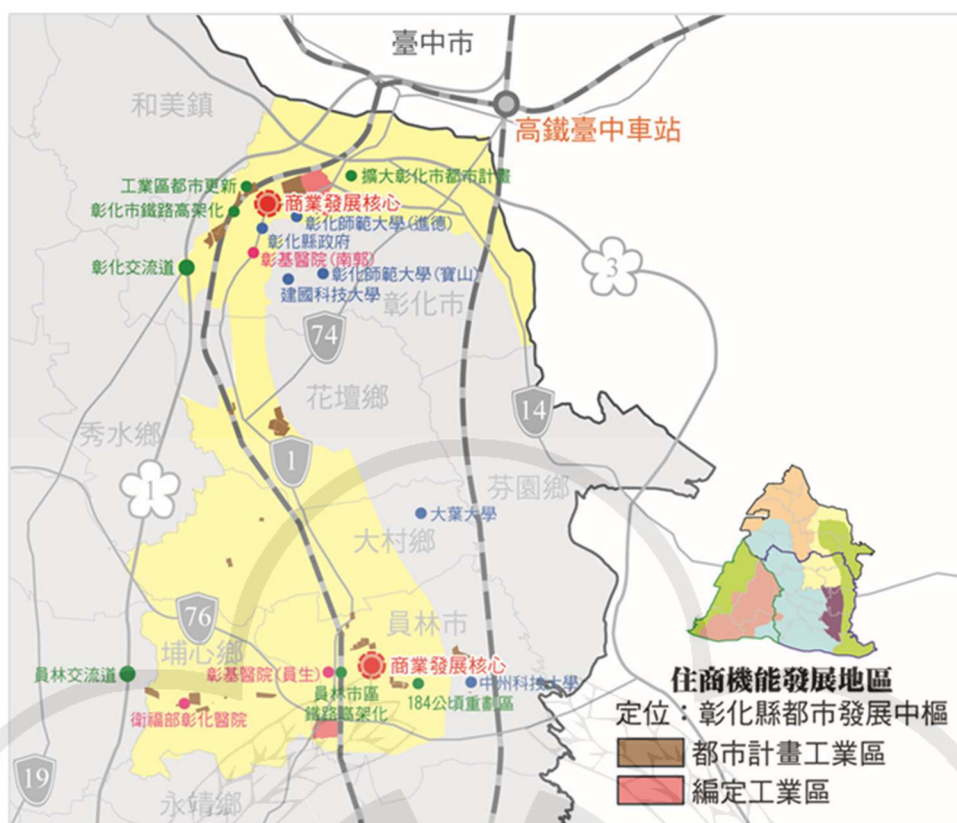 臺中市
和美鎮
高鐵臺中車站
擴大彰化市都市計畫
工業區都市更新
商業發展核心
彰化市鐵路高架化
彰化師範大學(進德)
彰化縣政府
彰基醫院(南郭)
彰化交流道
彰化師範大學(寶山)
建國科技大學
彰化市
3
74
花壇鄉
14
秀水鄉
1
1
芬園鄉
大葉大學
大村鄉
76
員林市
埔心鄉
商業發展核心
員林交流道
彰基醫院(員生)
中州科技大學
員林市區
鐵路高架化
184公頃重劃區
衛福部彰化醫院
19
永靖鄉
住商機能發展地區
定位：彰化縣都市發展中樞
都市計畫工業區
編定工業區